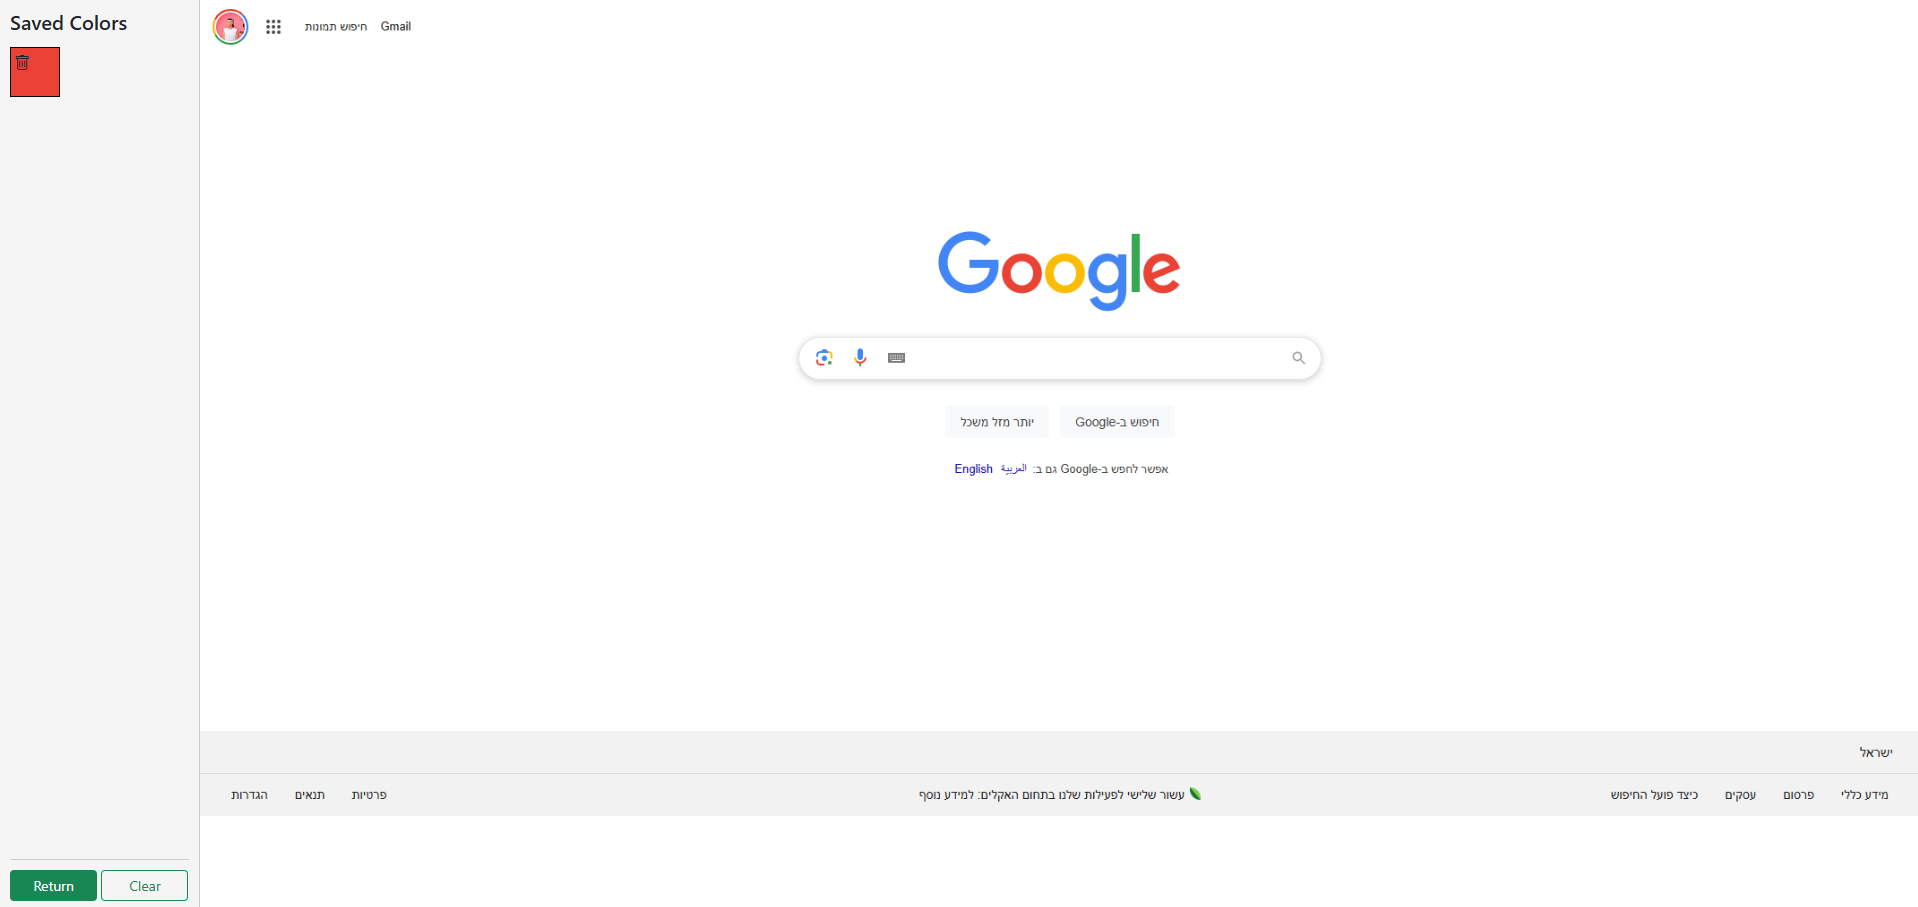 Saved Colors
Gmail
חיפוש תמונות
Google
חיפוש ב-Google
יותר מזל משכל
אפשר לחפש ב-Google גם ב: العربية English
ישראל
מידע כללי
פרסום
עסקים
כיצד פועל החיפוש
עשור שלישי לפעילות שלנו בתחום האקלים: למידע נוסף
פרטיות
תנאים
הגדרות
Return
Clear